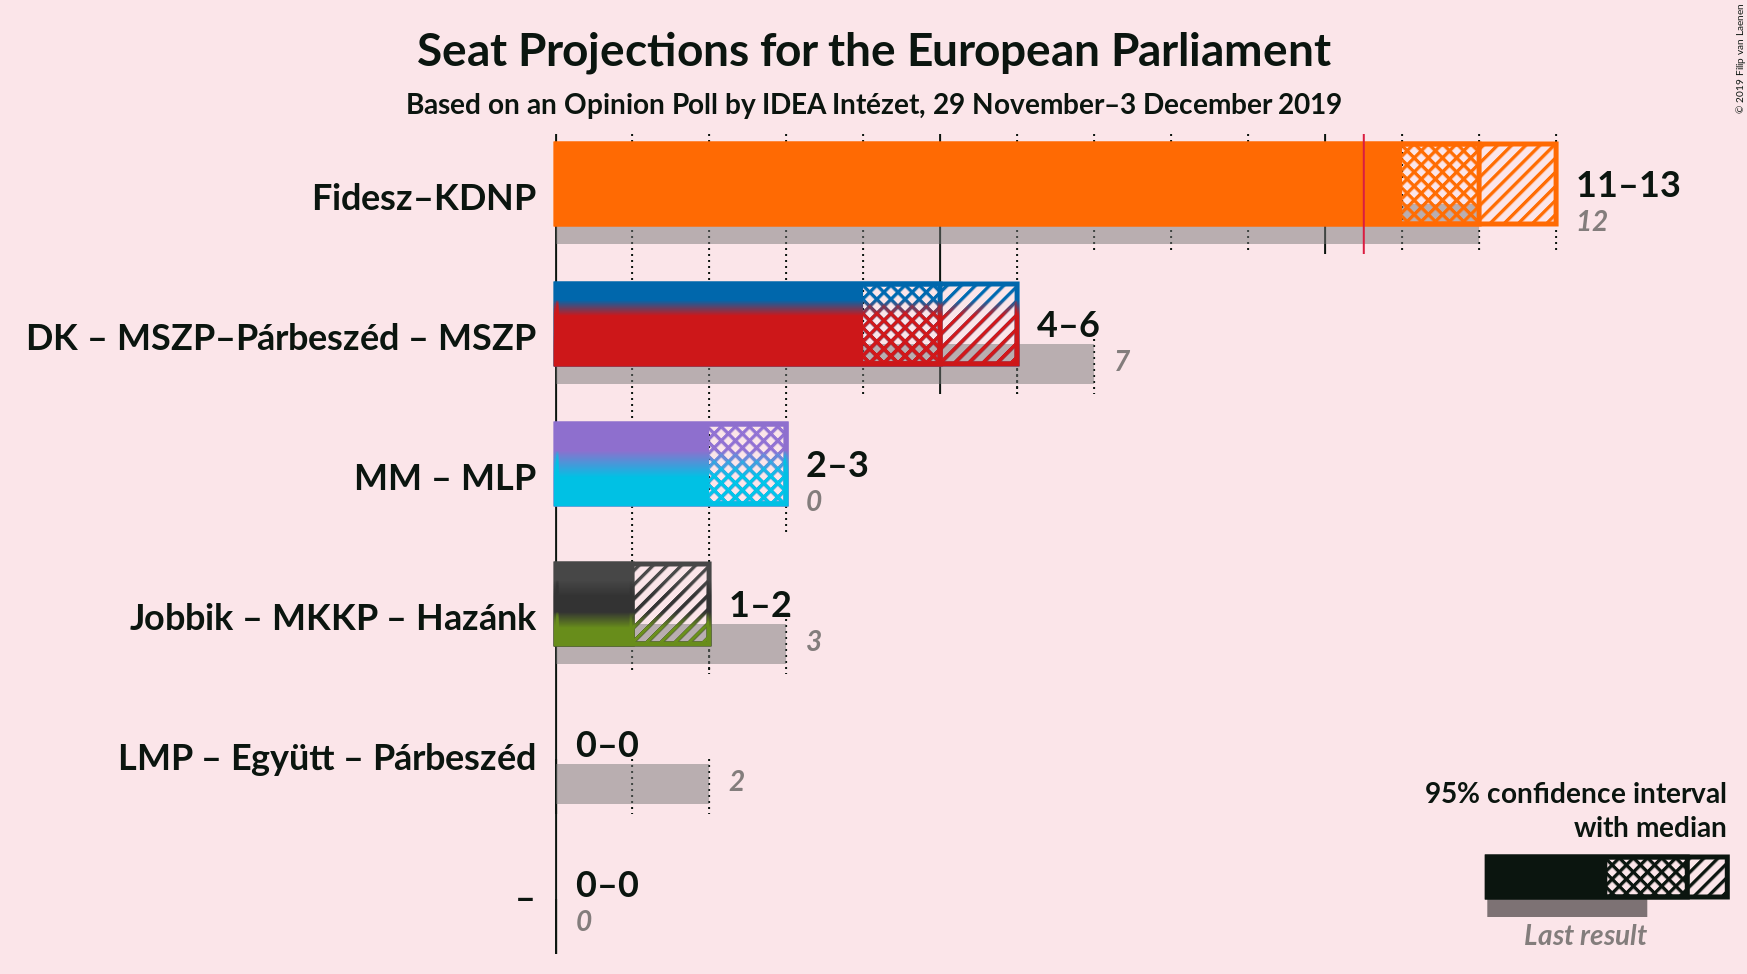 Seat Projections for the European Parliament
Based on an Opinion Poll by IDEA Intézet, 29 November–3 December 2019
© 2019 Filip van Laenen
Fidesz–KDNP
11–13
12
DK – MSZP–Párbeszéd – MSZP
4–6
7
MM – MLP
2–3
0
Jobbik – MKKP – Hazánk
1–2
3
LMP – Együtt – Párbeszéd
0–0
2
–
0–0
0
95% confidence interval
with median
Last result